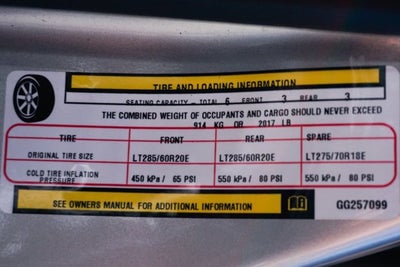 TIRE AND LOADING INFORMATION
SEATING CAPACITY - TOTAL 6 FRONT 3 REAR 3
THE COMBINED WEIGHT OF OCCUPANTS AND CARGO SHOULD NEVER EXCEED
914 KG OR 2017 LB
TIRE FRONT REAR SPARE
ORIGINAL TIRE SIZE LT285/60R20E LT285/60R20E LT275/70R18E
COLD TIRE INFLATION PRESSURE 450 kPa / 65 PSI 550 kPa / 80 PSI 550 kPa / 80 PSI
SEE OWNERS MANUAL FOR ADDITIONAL INFORMATION
GG257099